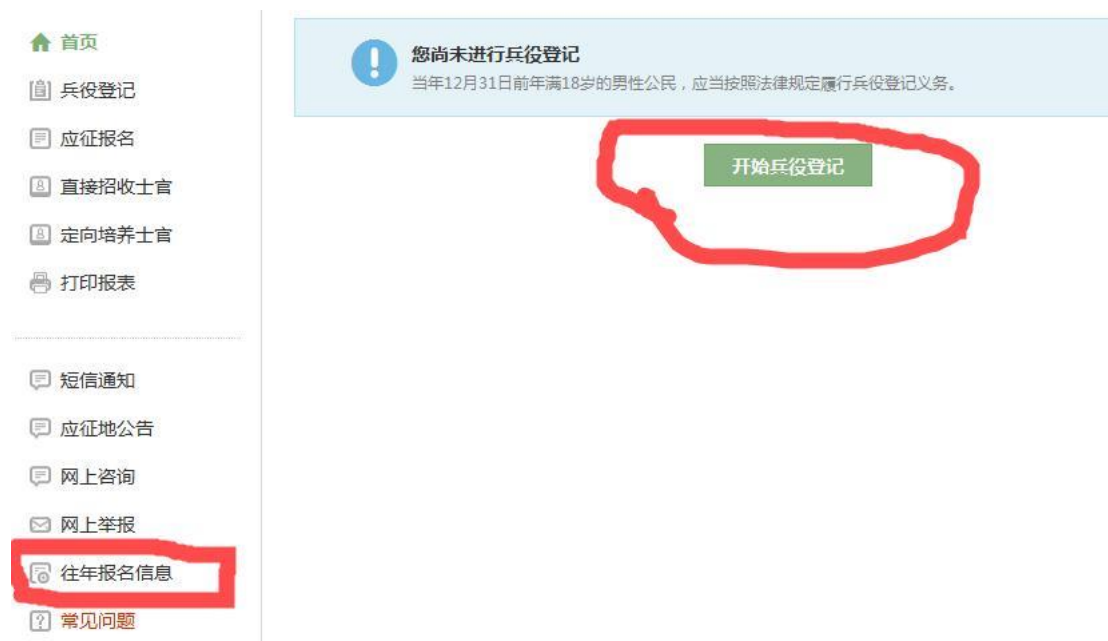 首页
兵役登记
应征报名
直接招收士官
定向培养士官
打印报表
短信通知
应征地公告
网上咨询
网上举报
往年报名信息
常见问题
您尚未进行兵役登记
当年12月31日前年满18岁的男性公民，应当按照法律规定履行兵役登记义务。
开始兵役登记